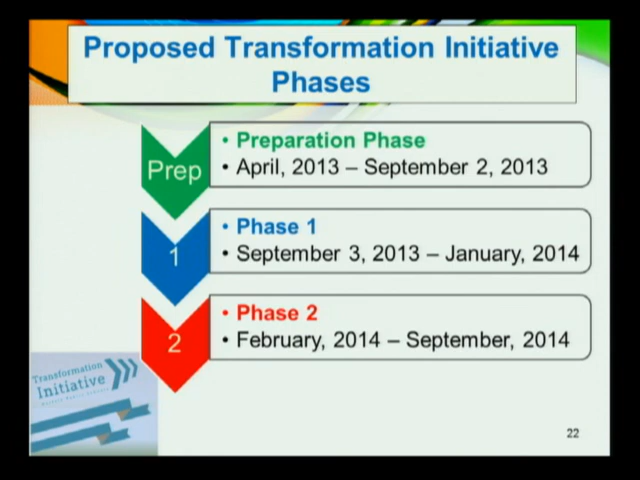 Proposed Transformation Initiative
Phases
Prep
• Preparation Phase
• April, 2013 – September 2, 2013
1
• Phase 1
• September 3, 2013 – January, 2014
2
• Phase 2
• February, 2014 – September, 2014
Transformation
Initiative
22